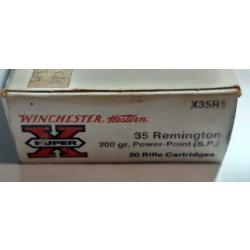 X35R1
WINCHESTER Western
SUPER X
35 Remington
200 gr. Power-Point (S.P.)
20 Rifle Cartridges